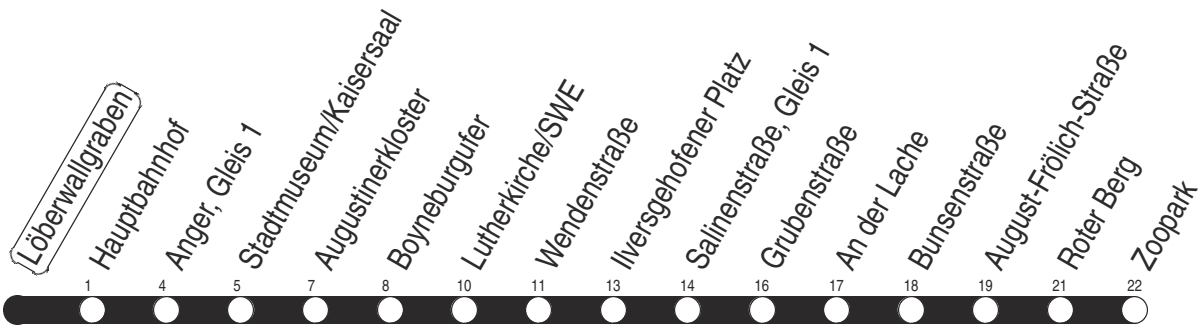 Löberwallgraben
Hauptbahnhof
Anger, Gleis 1
Stadtmuseum/Kaisersaal
Augustinerkloster
Boyneburgufer
Lutherkirche/SWE
Wendenstraße
Ilversgehofener Platz
Salinenstraße, Gleis 1
Grubenstraße
An der Lache
Bunsenstraße
August-Frölich-Straße
Roter Berg
Zoopark
1 4 5 7 8 10 11 13 14 16 17 18 19 21 22